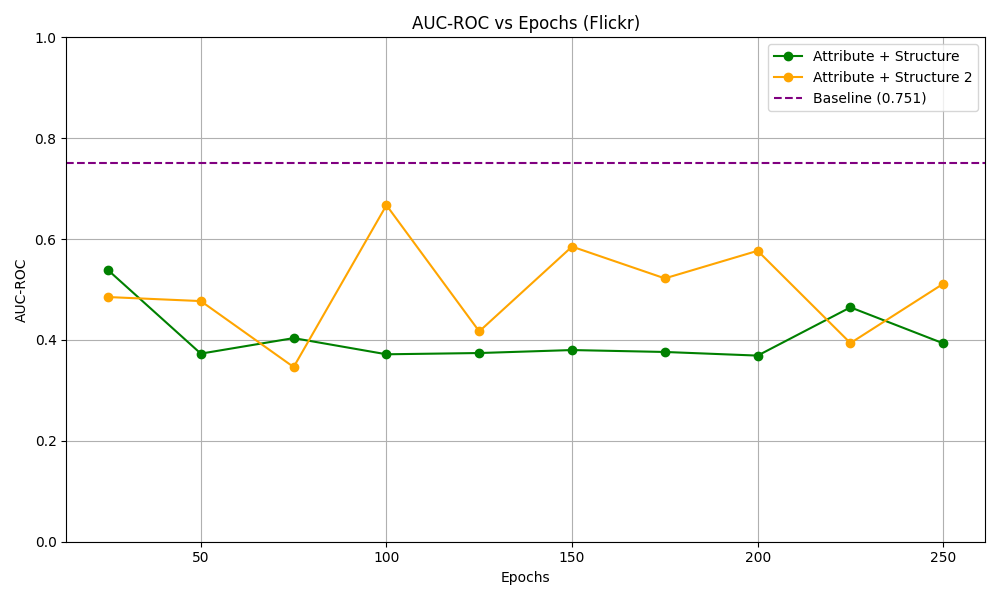 AUC-ROC vs Epochs (Flickr)
Attribute + Structure
Attribute + Structure 2
Baseline (0.751)
AUC-ROC
1.0
0.8
0.6
0.4
0.2
0.0
50 100 150 200 250
Epochs